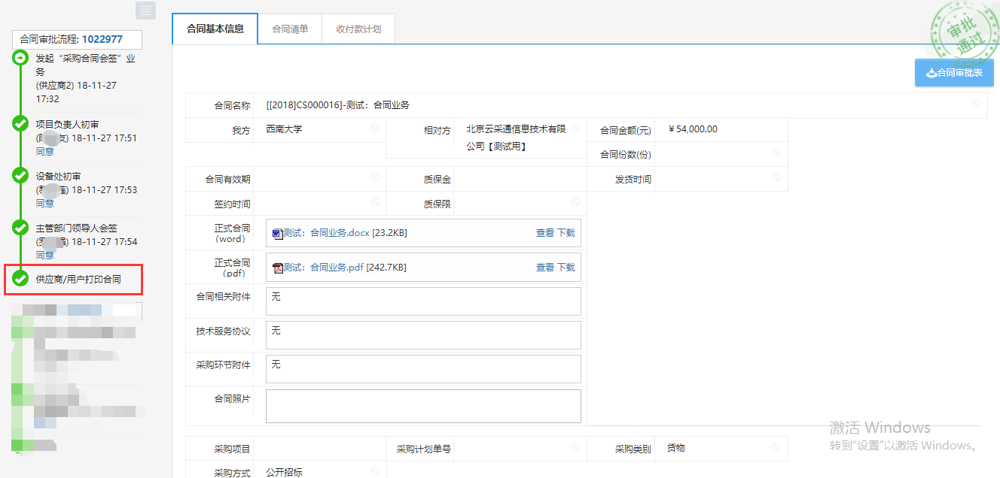 合同审批流程: 1022977
发起“采购合同会签”业
务
(供应商2) 18-11-27
17:32
项目负责人初审
友) 18-11-27 17:51
同意
设备处初审
18-11-27 17:53
同意
主管部门领导人会签
18-11-27 17:54
同意
供应商/用户打印合同
合同基本信息 合同清单 收付款计划
审批
通过
合同审批表
合同名称 [[2018]CS000016]-测试：合同业务
我方 西南大学 相对方 北京云采通信息技术有限
公司【测试用】
合同金额(元) ￥54,000.00
合同份数(份)
合同有效期 质保金 发货时间
签约时间 质保限
正式合同
(word)
测试：合同业务.docx [23.2KB] 查看 下载
正式合同
(pdf)
测试：合同业务.pdf [242.7KB] 查看 下载
合同相关附件 无
技术服务协议 无
采购环节附件 无
合同照片
采购项目 采购计划单号 采购类别 货物
采购方式 公开招标
激活 Windows
转到“设置”以激活 Windows。